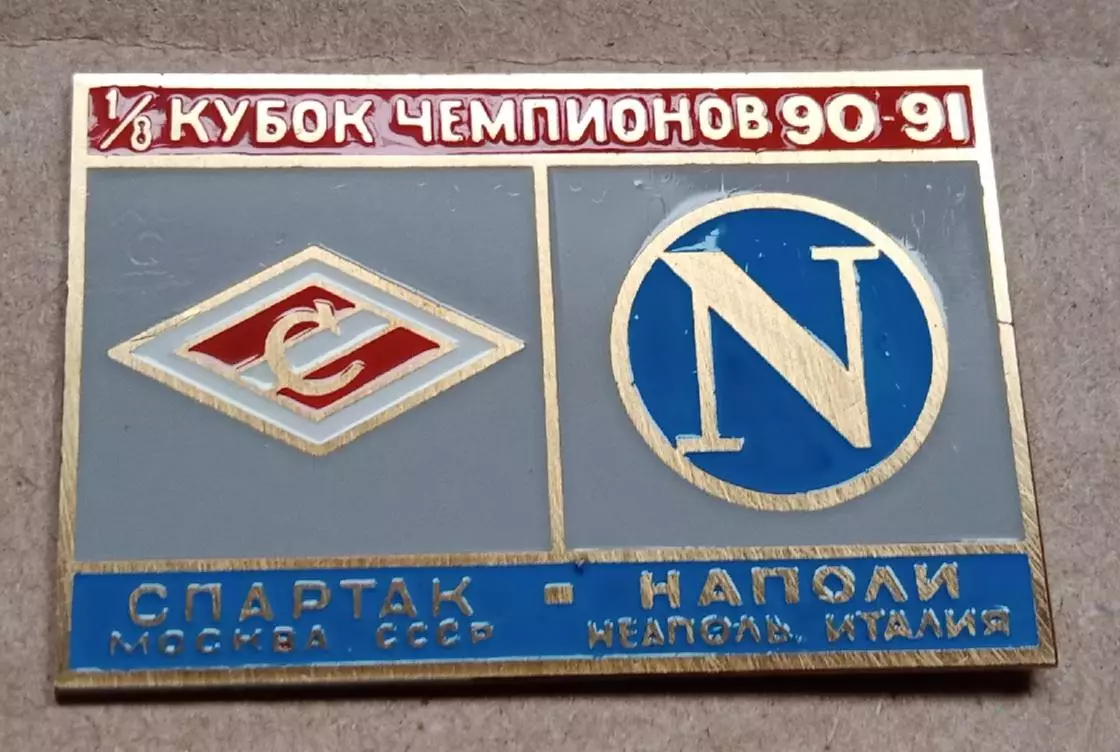 1/8 КУБОК ЧЕМПИОНОВ 90-91
С
N
СПАРТАК - НАПОЛИ
МОСКВА СССР НЕАПОЛЬ ИТАЛИЯ